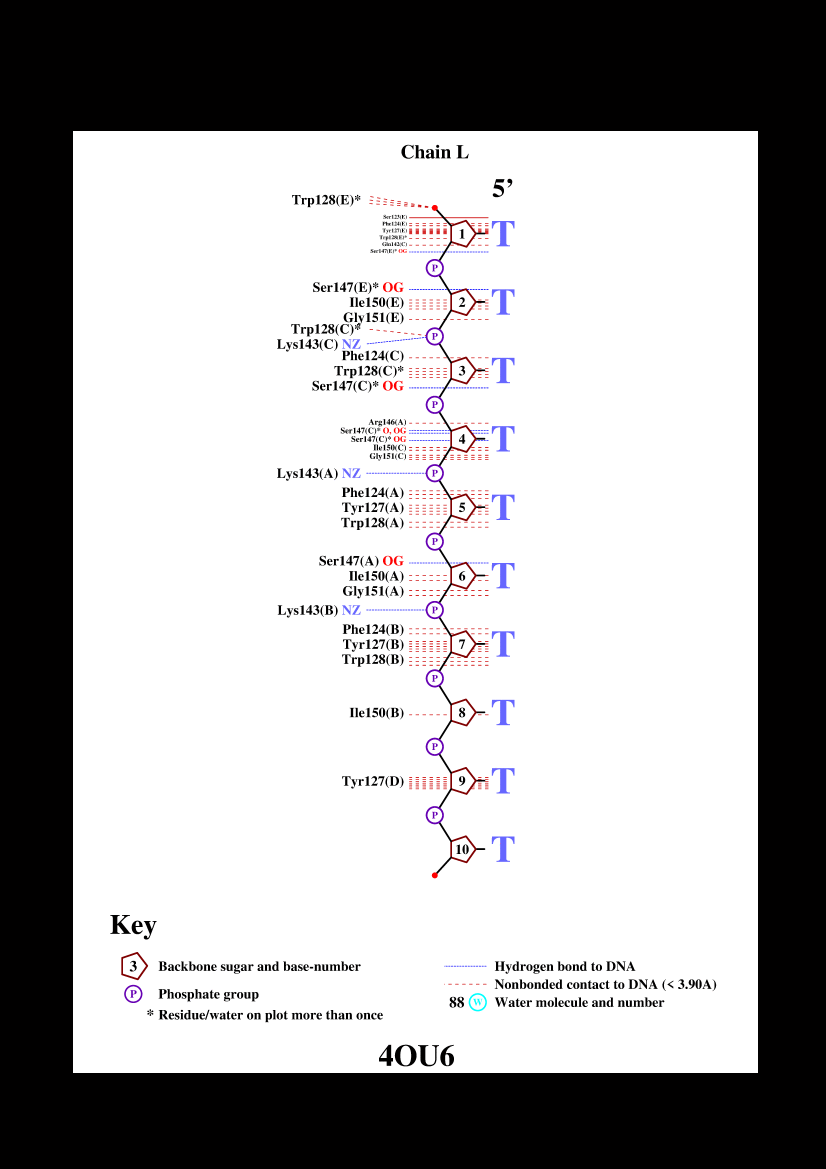 Chain L
5’
Trp128(E)*
Ser123(E)
Phe124(E)
Tyr127(E)
Trp128(E)*
Gln142(C)
Ser147(E)* OG
1 T
P
Ser147(E)* OG
Ile150(E) 2 T
Gly151(E)
Trp128(C)*
P
Lys143(C) NZ
Phe124(C)
Trp128(C)* 3 T
Ser147(C)* OG
P
Arg146(A)
Ser147(C)* O, OG
Ser147(C)* OG 4 T
Ile150(C)
Gly151(C)
Lys143(A) NZ P
Phe124(A)
Tyr127(A) 5 T
Trp128(A)
P
Ser147(A) OG
Ile150(A) 6 T
Gly151(A)
Lys143(B) NZ P
Phe124(B)
Tyr127(B) 7 T
Trp128(B)
P
Ile150(B) 8 T
P
Tyr127(D) 9 T
P
10 T
Key
3 Backbone sugar and base-number
P Phosphate group
* Residue/water on plot more than once
Hydrogen bond to DNA
Nonbonded contact to DNA (< 3.90A)
88 W Water molecule and number
4OU6